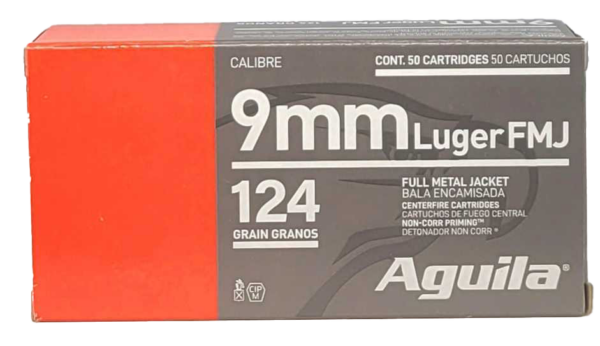 CALIBRE
CONT. 50 CARTRIDGES 50 CARTUCHOS
9mm Luger FMJ
124
GRAIN GRANOS
FULL METAL JACKET
BALA ENCAMISADA
CENTERFIRE CARTRIDGES
CARTUCHOS DE FUEGO CENTRAL
NON-CORR PRIMING™
DETONADOR NON CORR ®
CIP
M
Aguila®